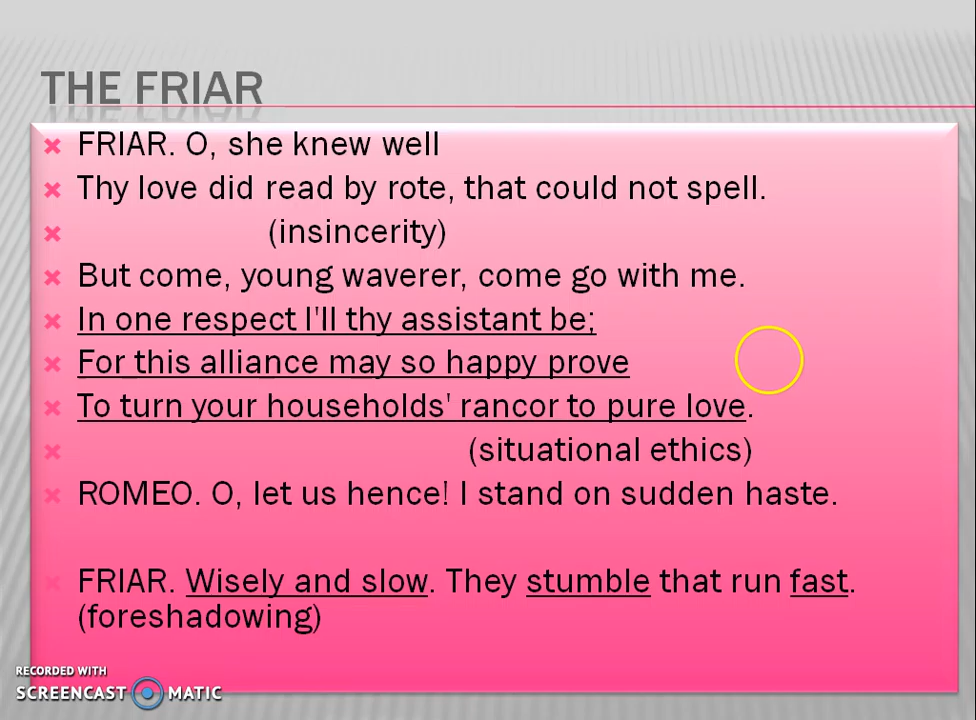 THE FRIAR
FRIAR. O, she knew well
Thy love did read by rote, that could not spell.
(insincerity)
But come, young waverer, come go with me.
In one respect I'll thy assistant be;
For this alliance may so happy prove
To turn your households' rancor to pure love.
(situational ethics)
ROMEO. O, let us hence! I stand on sudden haste.
FRIAR. Wisely and slow. They stumble that run fast.
(foreshadowing)
RECORDED WITH
SCREENCAST MATIC